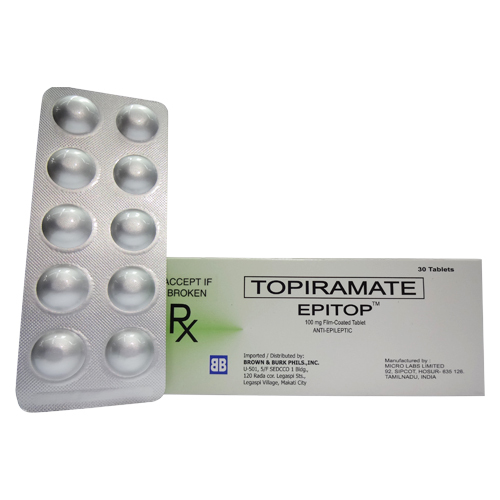 30 Tablets
ACCEPT IF
BROKEN
Rx
TOPIRAMATE
EPITOP™
100 mg Film-Coated Tablet
ANTI-EPILEPTIC
BB
Imported / Distributed by:
BROWN & BURK PHILS.,INC.
U-501, 5/F SEDCCO 1 Bldg.,
120 Rada cor. Legaspi Sts.,
Legaspi Village, Makati City
Manufactured by :
MICRO LABS LIMITED
92, SIPCOT, HOSUR- 635 126.
TAMILNADU, INDIA